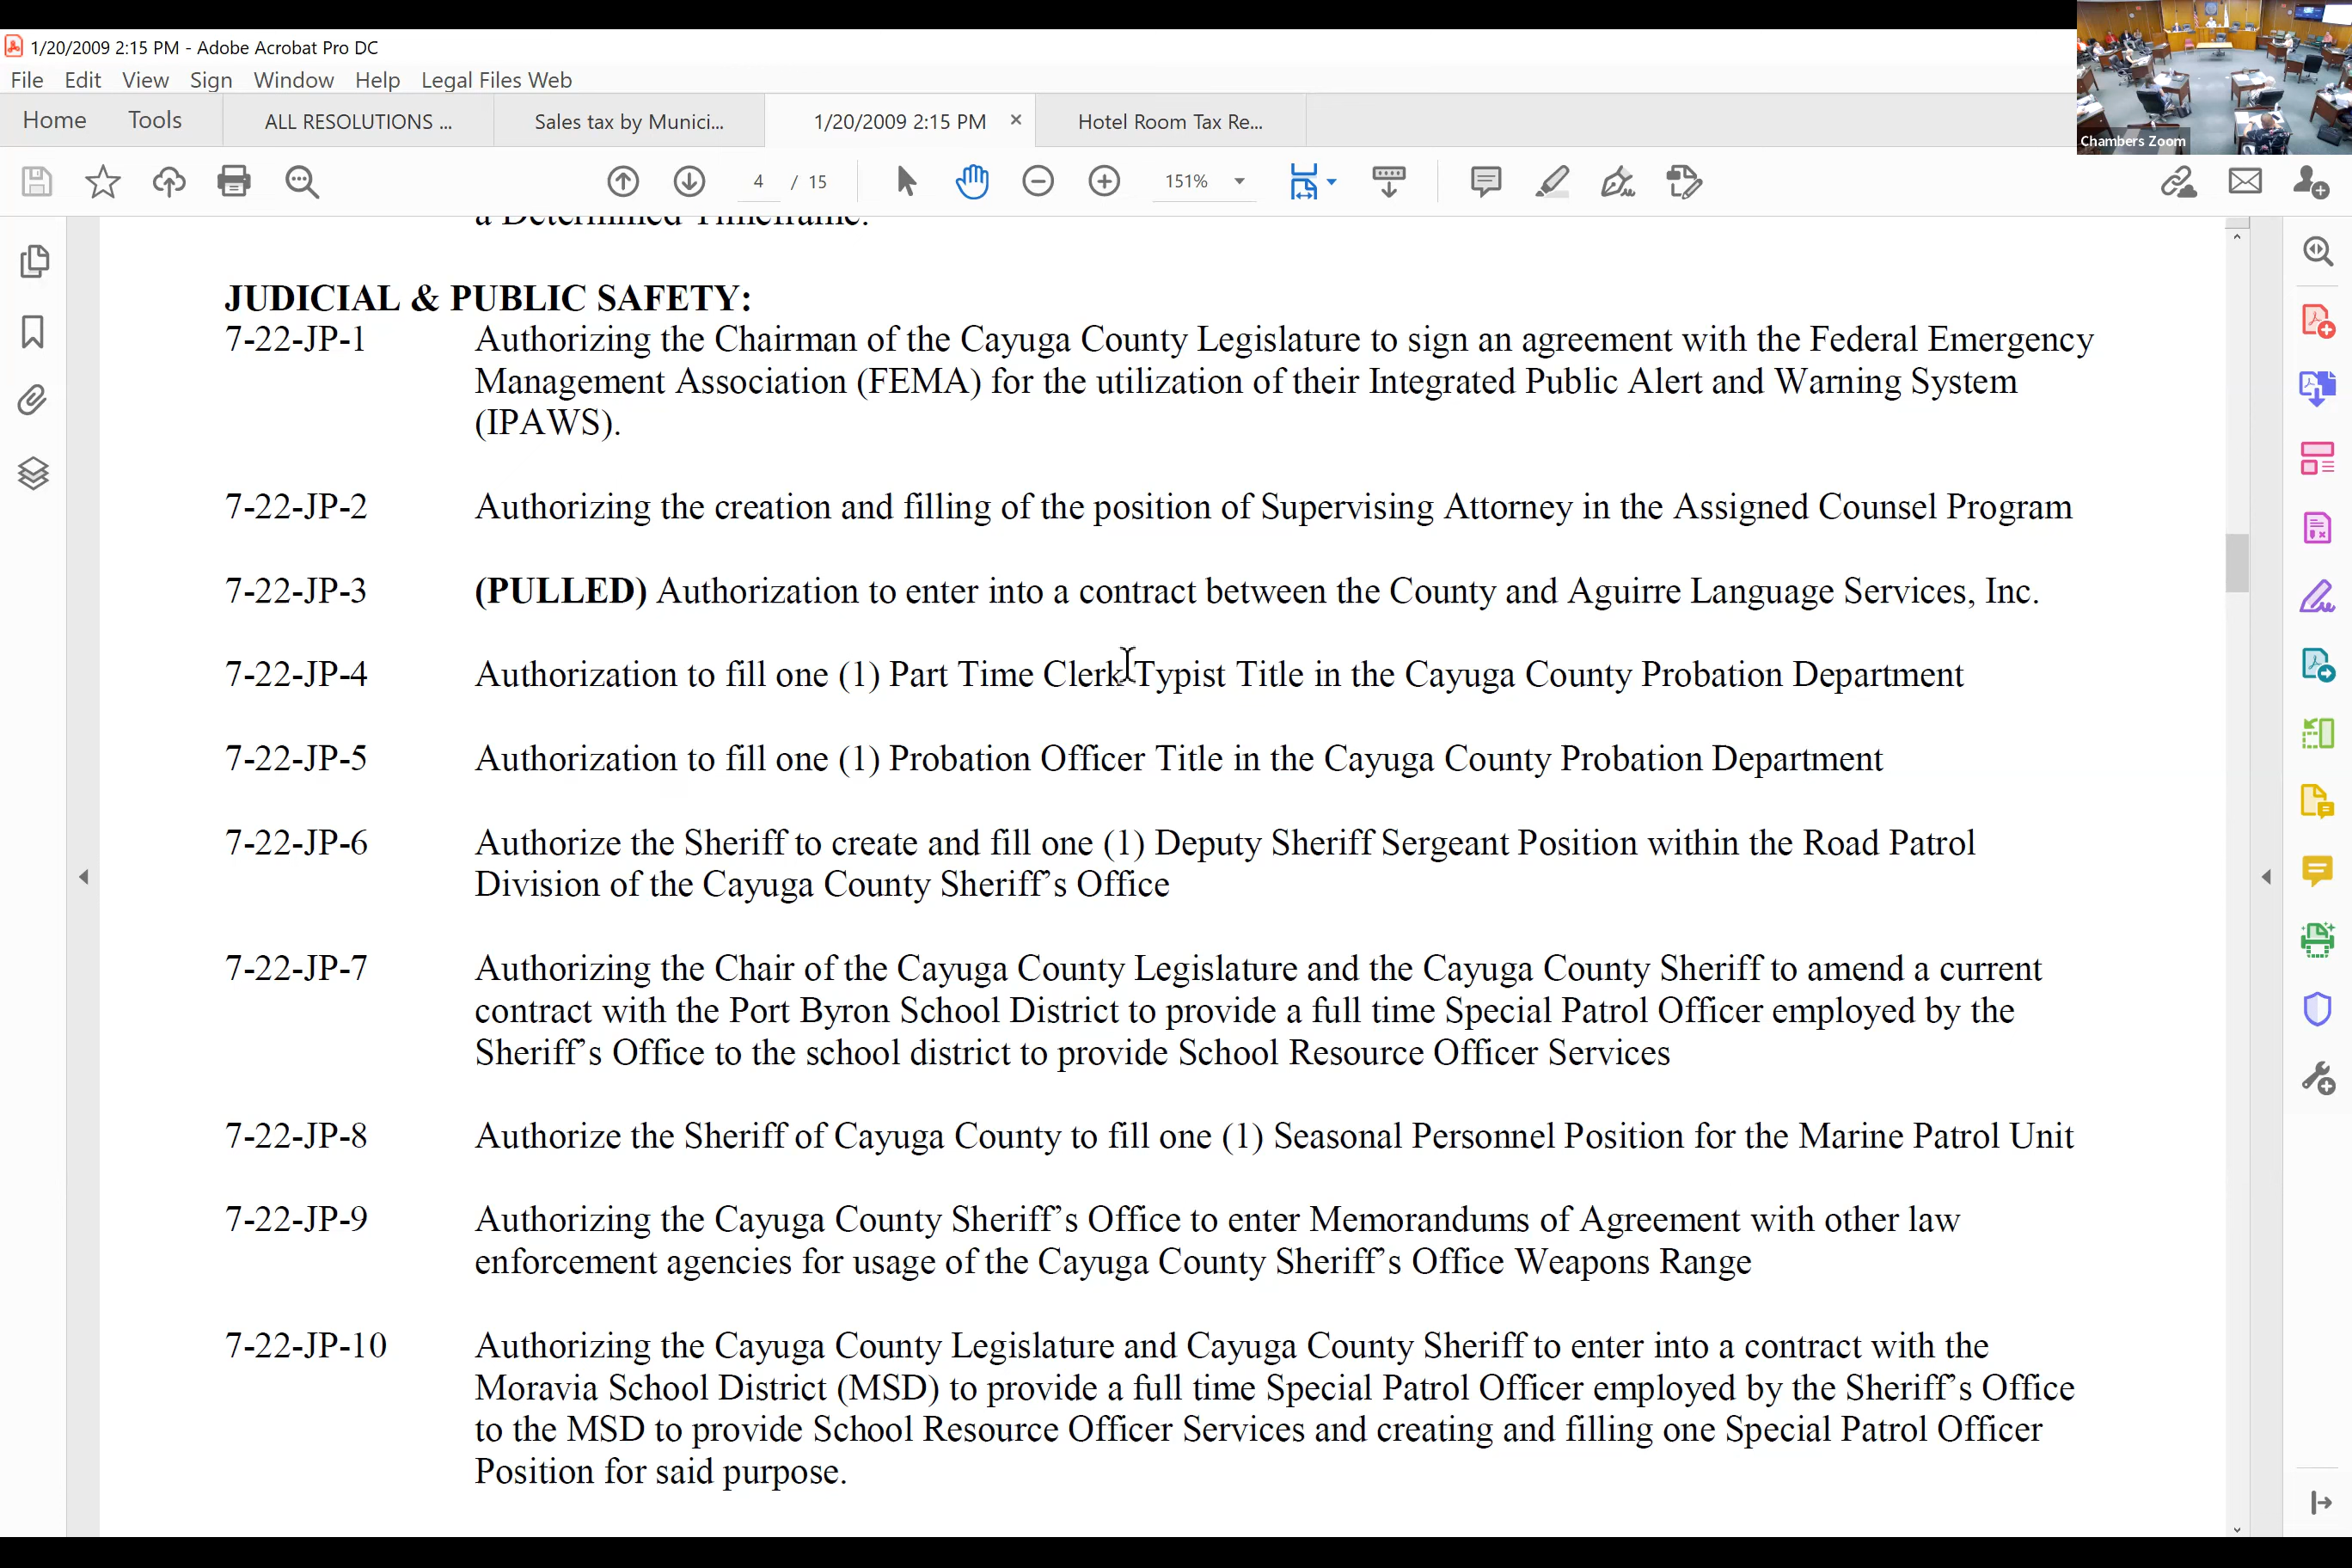 1/20/2009 2:15 PM - Adobe Acrobat Pro DC
File Edit View Sign Window Help Legal Files Web
Home Tools ALL RESOLUTIONS ... Sales tax by Munici... 1/20/2009 2:15 PM × Hotel Room Tax Re...
Chambers Zoom
4 / 15 151%
a Determined Timeframe.
JUDICIAL & PUBLIC SAFETY:
7-22-JP-1 Authorizing the Chairman of the Cayuga County Legislature to sign an agreement with the Federal Emergency
Management Association (FEMA) for the utilization of their Integrated Public Alert and Warning System
(IPAWS).
7-22-JP-2 Authorizing the creation and filling of the position of Supervising Attorney in the Assigned Counsel Program
7-22-JP-3 (PULLED) Authorization to enter into a contract between the County and Aguirre Language Services, Inc.
7-22-JP-4 Authorization to fill one (1) Part Time Clerk Typist Title in the Cayuga County Probation Department
7-22-JP-5 Authorization to fill one (1) Probation Officer Title in the Cayuga County Probation Department
7-22-JP-6 Authorize the Sheriff to create and fill one (1) Deputy Sheriff Sergeant Position within the Road Patrol
Division of the Cayuga County Sheriff's Office
7-22-JP-7 Authorizing the Chair of the Cayuga County Legislature and the Cayuga County Sheriff to amend a current
contract with the Port Byron School District to provide a full time Special Patrol Officer employed by the
Sheriff's Office to the school district to provide School Resource Officer Services
7-22-JP-8 Authorize the Sheriff of Cayuga County to fill one (1) Seasonal Personnel Position for the Marine Patrol Unit
7-22-JP-9 Authorizing the Cayuga County Sheriff's Office to enter Memorandums of Agreement with other law
enforcement agencies for usage of the Cayuga County Sheriff's Office Weapons Range
7-22-JP-10 Authorizing the Cayuga County Legislature and Cayuga County Sheriff to enter into a contract with the
Moravia School District (MSD) to provide a full time Special Patrol Officer employed by the Sheriff's Office
to the MSD to provide School Resource Officer Services and creating and filling one Special Patrol Officer
Position for said purpose.